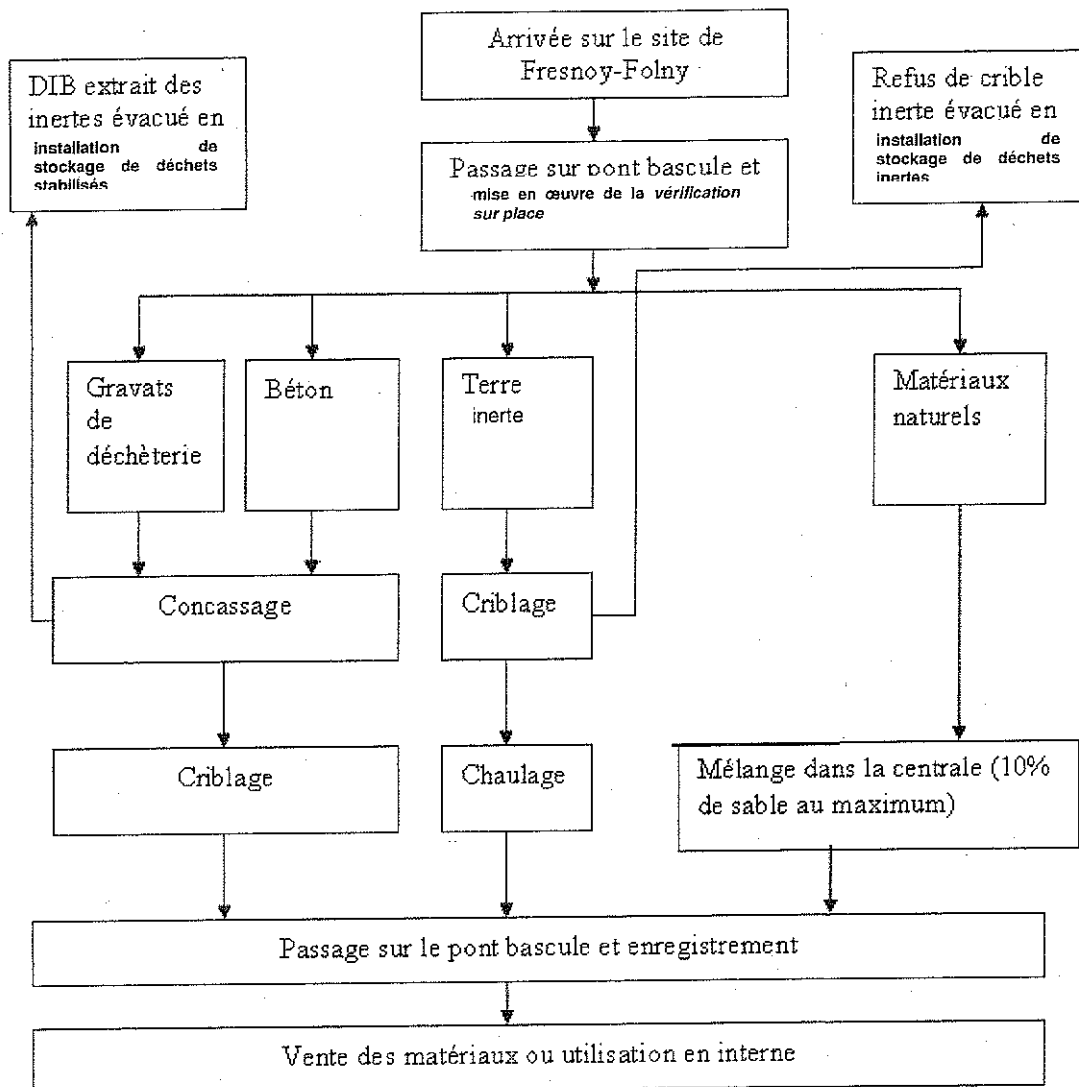 Arrivée sur le site de
Fresnoy-Folny
DIB extrait des
inertes évacué en
installation de
stockage de déchets
stabilisés
Refus de crible
inerte évacué en
installation de
stockage de déchets
inertes
Passage sur pont bascule et
mise en œuvre de la vérification
sur place
Gravats
de
déchèterie
Béton
Terre
inerte
Matériaux
naturels
Concassage
Criblage
Criblage
Chaulage
Mélange dans la centrale (10%
de sable au maximum)
Passage sur le pont bascule et enregistrement
Vente des matériaux ou utilisation en interne